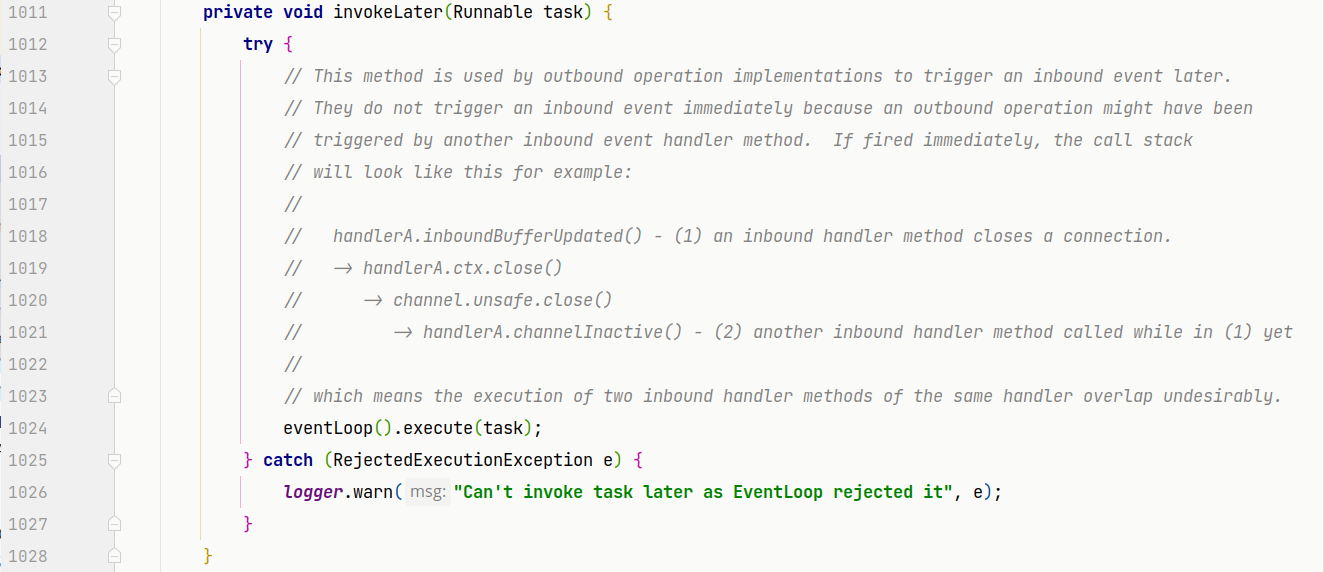 1011 private void invokeLater(Runnable task) {
1012 try {
1013 // This method is used by outbound operation implementations to trigger an inbound event later.
1014 // They do not trigger an inbound event immediately because an outbound operation might have been
1015 // triggered by another inbound event handler method.  If fired immediately, the call stack
1016 // will look like this for example:
1017 //
1018 //   handlerA.inboundBufferUpdated() - (1) an inbound handler method closes a connection.
1019 //   -> handlerA.ctx.close()
1020 //      -> channel.unsafe.close()
1021 //         -> handlerA.channelInactive() - (2) another inbound handler method called while in (1) yet
1022 //
1023 // which means the execution of two inbound handler methods of the same handler overlap undesirably.
1024 eventLoop().execute(task);
1025 } catch (RejectedExecutionException e) {
1026 logger.warn( msg: "Can't invoke task later as EventLoop rejected it", e);
1027 }
1028 }